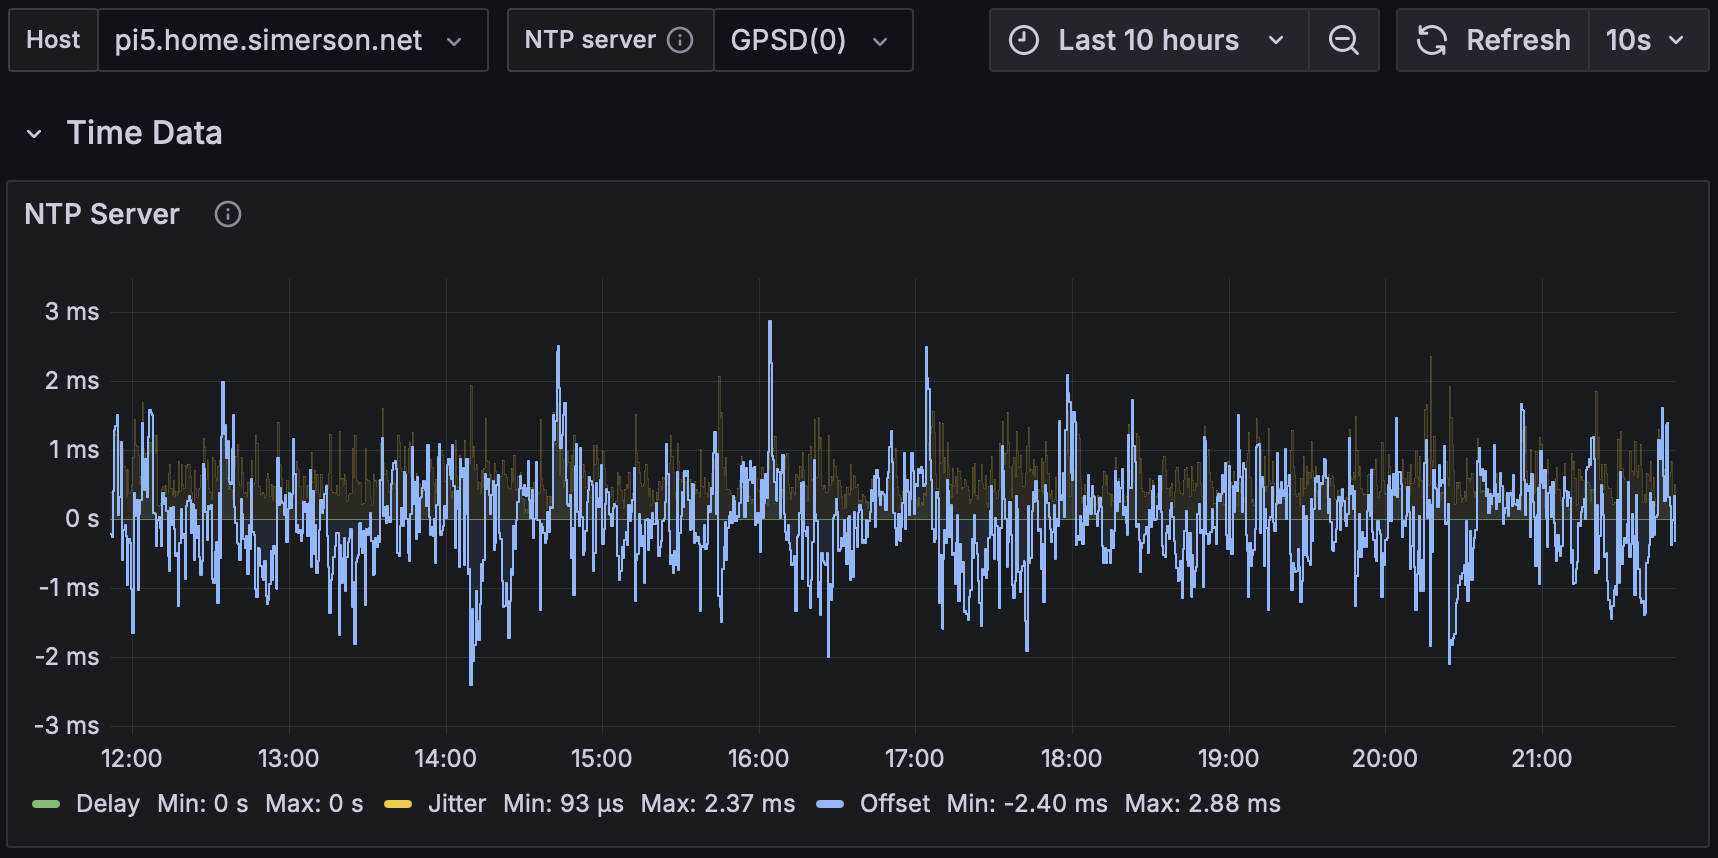 Host pi5.home.simerson.net NTP server GPSD(0) Last 10 hours Refresh 10s
Time Data
NTP Server
3 ms
2 ms
1 ms
0 s
-1 ms
-2 ms
-3 ms
12:00 13:00 14:00 15:00 16:00 17:00 18:00 19:00 20:00 21:00
Delay Min: 0 s Max: 0 s Jitter Min: 93 µs Max: 2.37 ms Offset Min: -2.40 ms Max: 2.88 ms